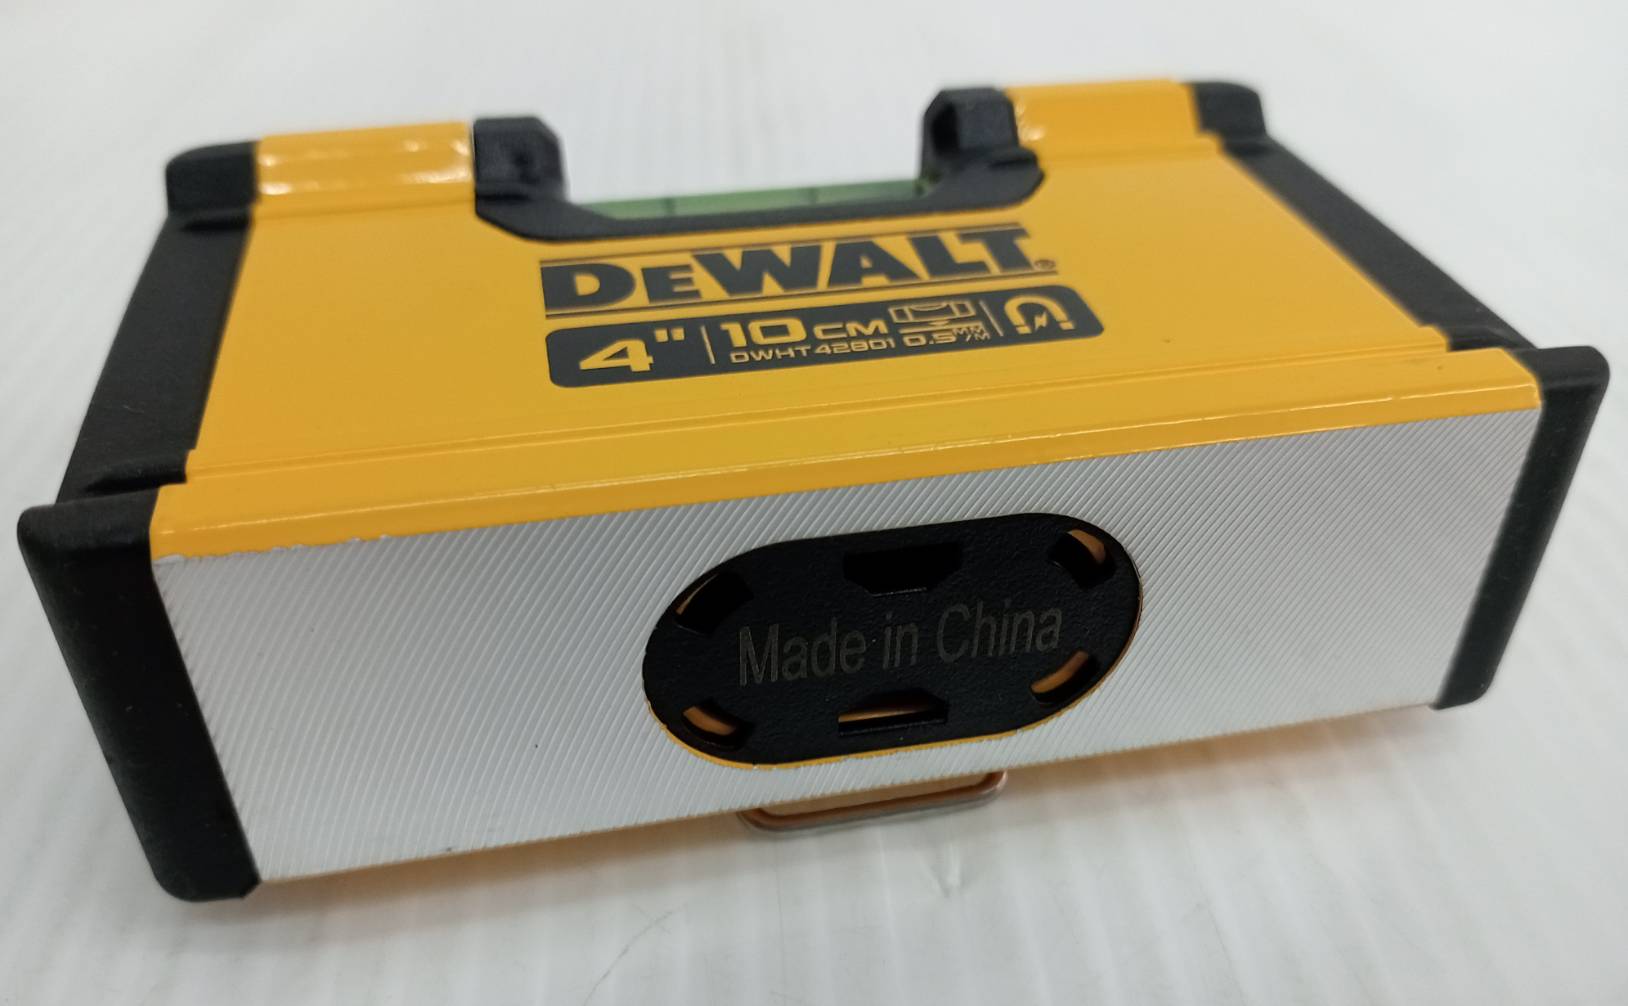 DEWALT®
4" | 10 CM
DWHT42801 0.5 MM/M
Made in China